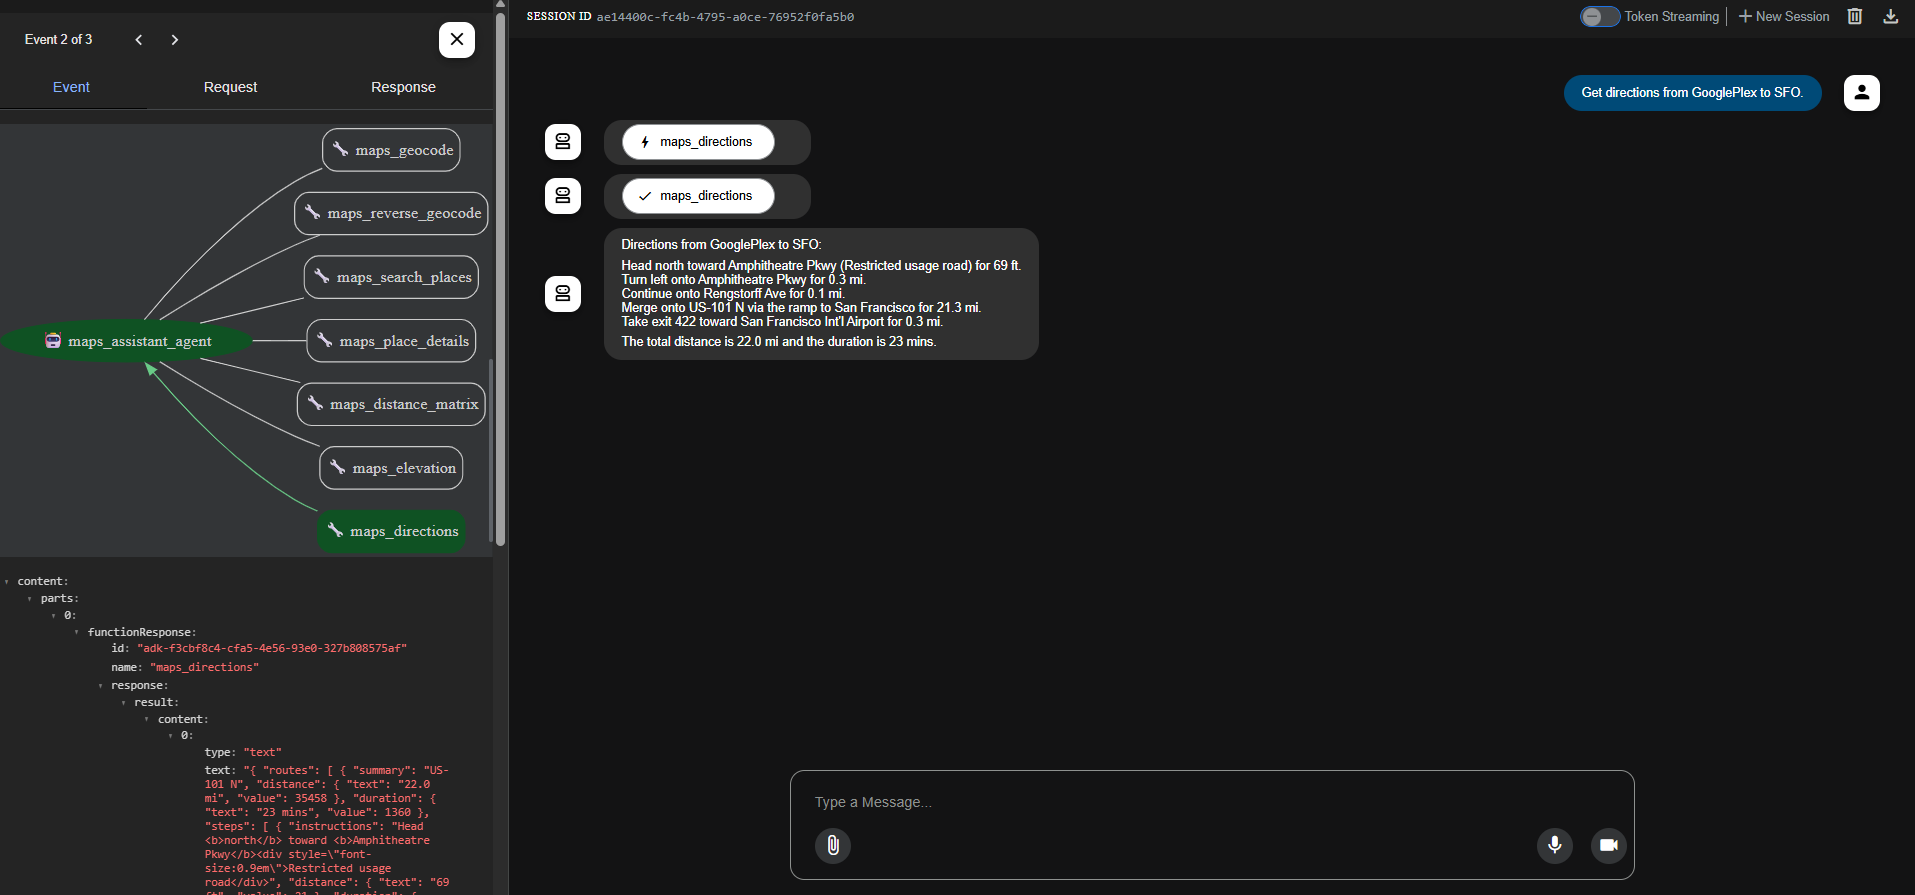 Event 2 of 3
Event
Request
Response
maps_geocode
maps_reverse_geocode
maps_search_places
maps_assistant_agent
maps_place_details
maps_distance_matrix
maps_elevation
maps_directions
content:
parts:
0:
functionResponse:
id: "adk-f3cbf8c4-cfa5-4e56-93e0-327b808575af"
name: "maps_directions"
response:
result:
content:
0:
type: "text"
text: "{ "routes": [ { "summary": "US-
101 N", "distance": { "text": "22.0
mi", "value": 35458 }, "duration": {
"text": "23 mins", "value": 1360 },
"steps": [ { "instructions": "Head
<b>north</b> toward <b>Amphitheatre
Pkwy</b><div style=\"font-
size:0.9em\">Restricted usage
road</div>", "distance": { "text": "69
SESSION ID ae14400c-fc4b-4795-a0ce-76952f0fa5b0
Token Streaming
New Session
Get directions from GooglePlex to SFO.
maps_directions
maps_directions
Directions from GooglePlex to SFO:
Head north toward Amphitheatre Pkwy (Restricted usage road) for 69 ft.
Turn left onto Amphitheatre Pkwy for 0.3 mi.
Continue onto Rengstorff Ave for 0.1 mi.
Merge onto US-101 N via the ramp to San Francisco for 21.3 mi.
Take exit 422 toward San Francisco Int'l Airport for 0.3 mi.
The total distance is 22.0 mi and the duration is 23 mins.
Type a Message...